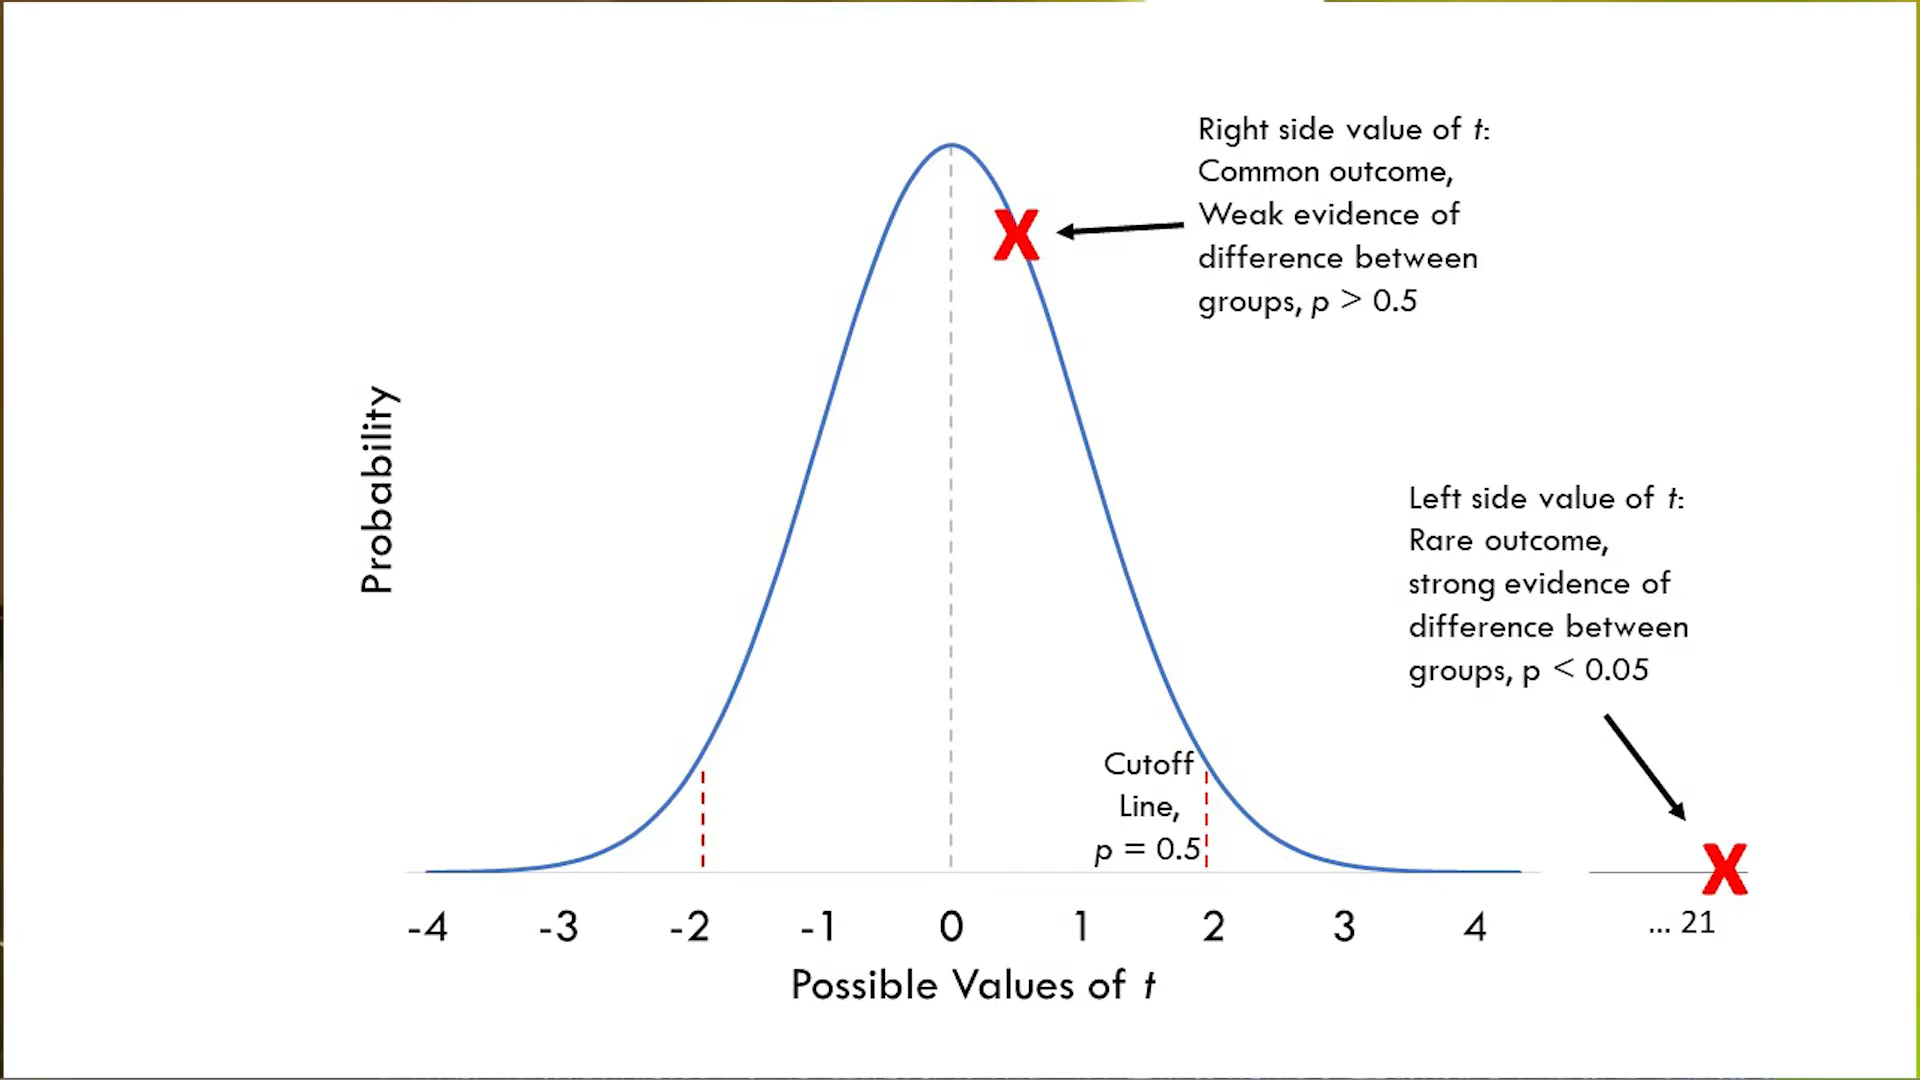 Right side value of t:
Common outcome,
Weak evidence of
difference between
groups, p > 0.5
Probability
Left side value of t:
Rare outcome,
strong evidence of
difference between
groups, p < 0.05
Cutoff
Line,
p = 0.5
-4 -3 -2 -1 0 1 2 3 4 ... 21
Possible Values of t